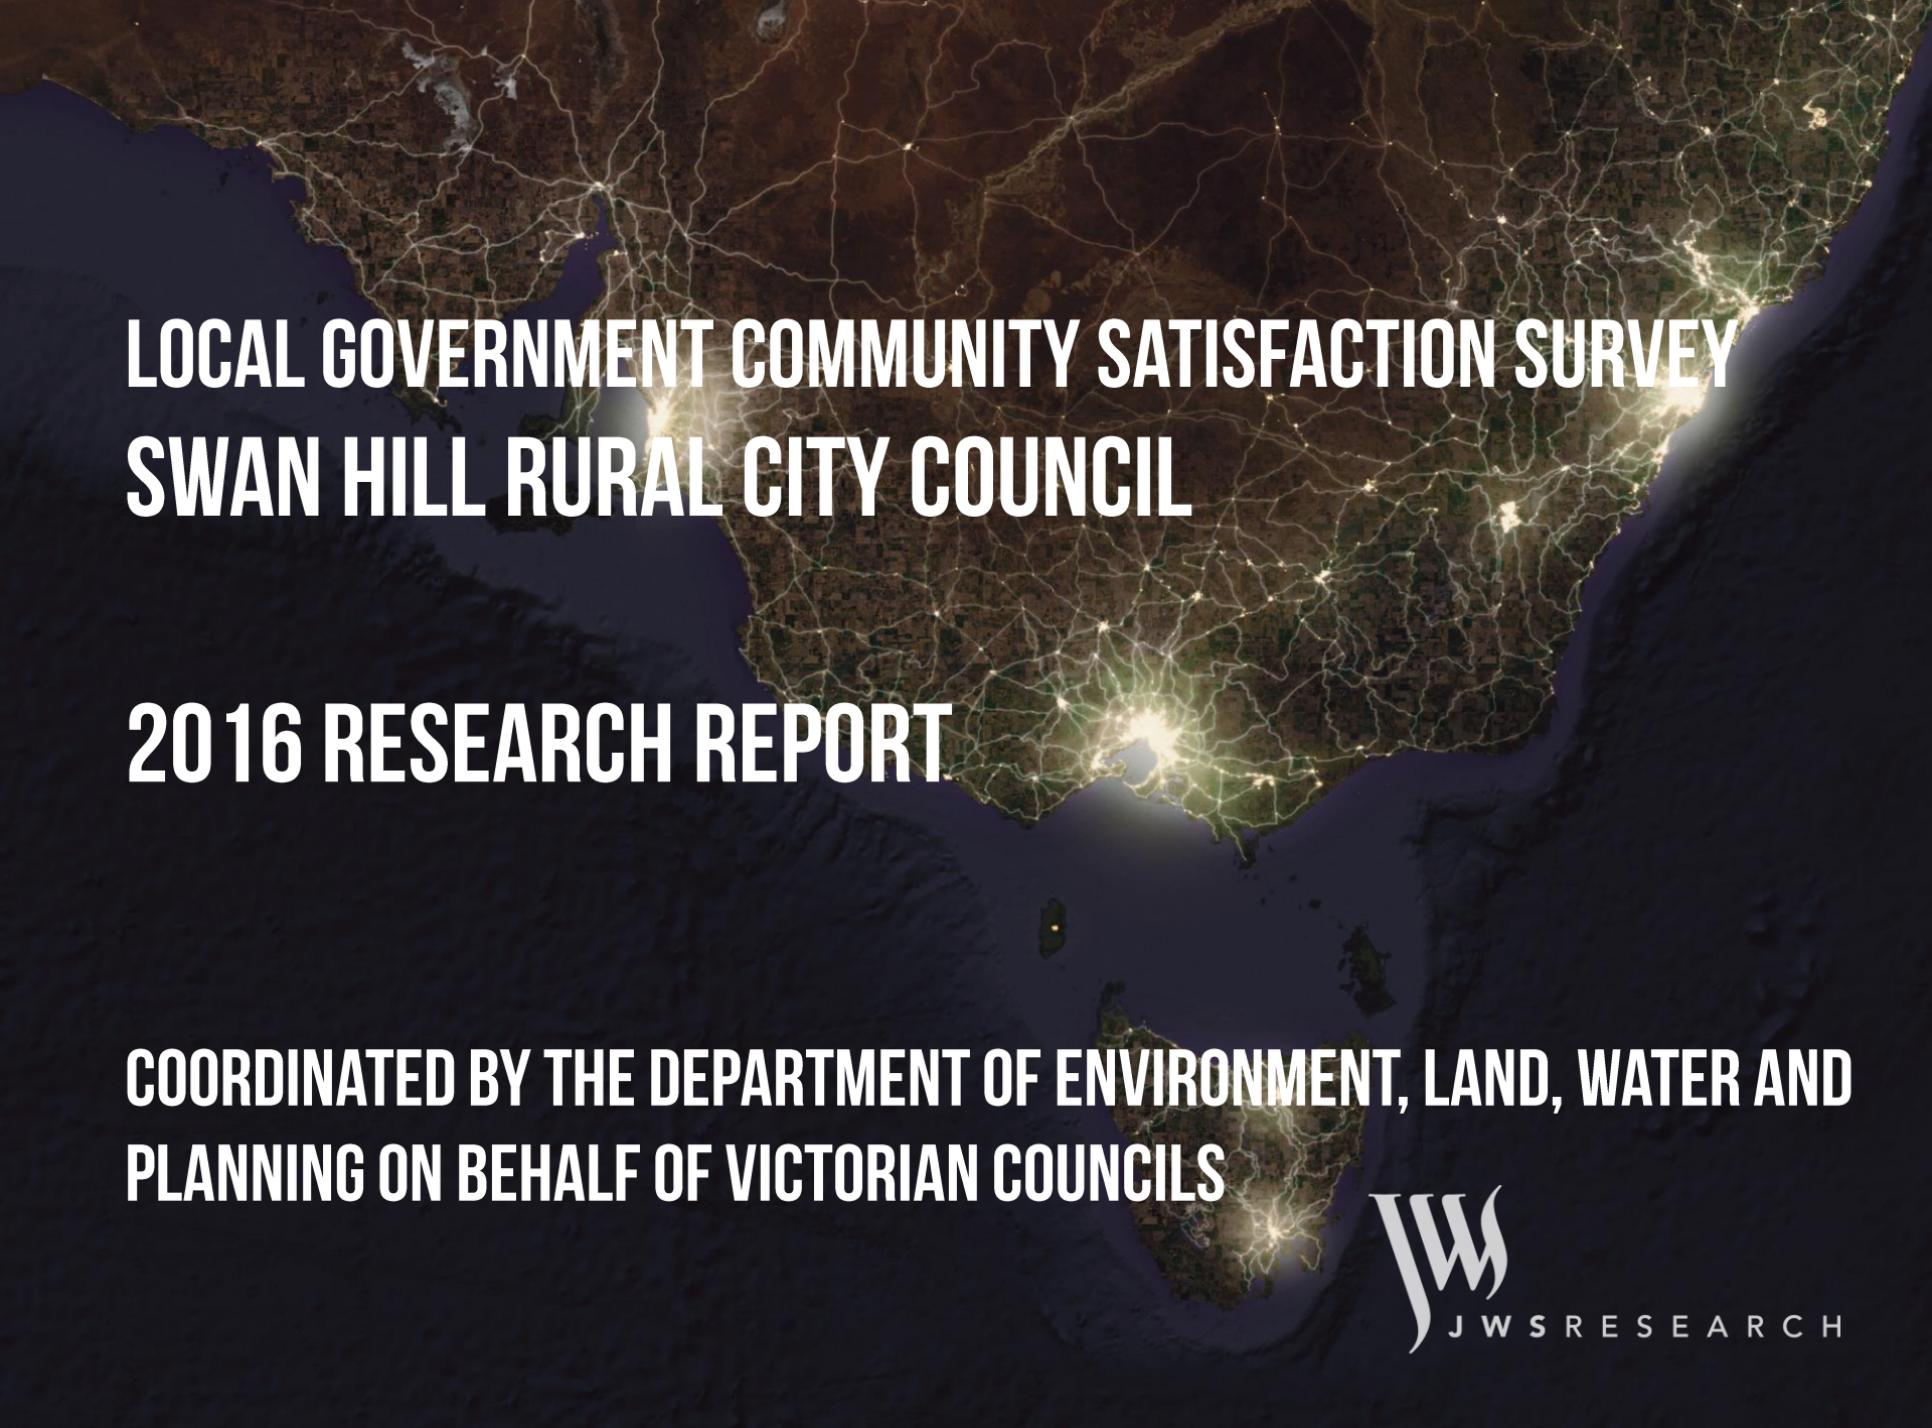 LOCAL GOVERNMENT COMMUNITY SATISFACTION SURVEY
SWAN HILL RURAL CITY COUNCIL
2016 RESEARCH REPORT
COORDINATED BY THE DEPARTMENT OF ENVIRONMENT, LAND, WATER AND
PLANNING ON BEHALF OF VICTORIAN COUNCILS
JWS
JWSRESEARCH